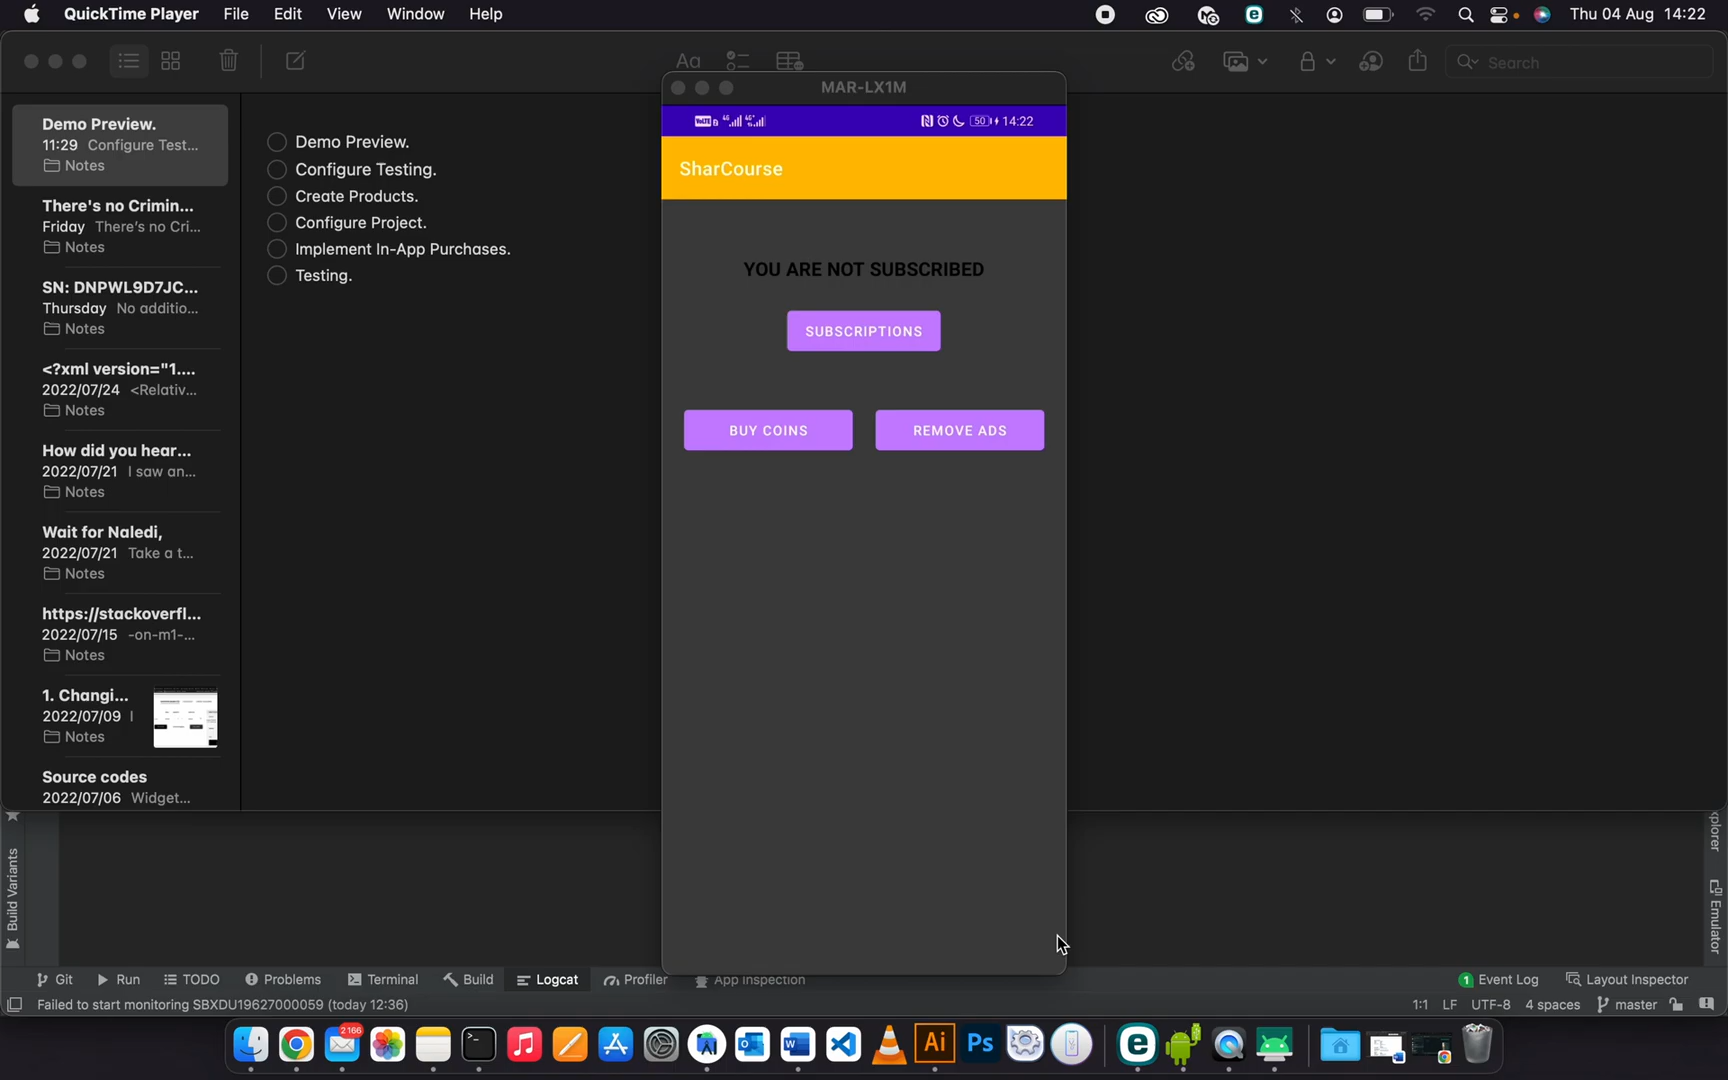 QuickTime Player File Edit View Window Help
Thu 04 Aug 14:22
Aa
Search
Demo Preview.
11:29 Configure Test...
Notes
There's no Crimin...
Friday There's no Cri...
Notes
SN: DNPWL9D7JC...
Thursday No additio...
Notes
<?xml version="1....
2022/07/24 <Relativ...
Notes
How did you hear...
2022/07/21 I saw an...
Notes
Wait for Naledi,
2022/07/21 Take a t...
Notes
https://stackoverfl...
2022/07/15 -on-m1-...
Notes
1. Changi...
2022/07/09 I
Notes
Source codes
2022/07/06 Widget...
Demo Preview.
Configure Testing.
Create Products.
Configure Project.
Implement In-App Purchases.
Testing.
MAR-LX1M
50 14:22
SharCourse
YOU ARE NOT SUBSCRIBED
SUBSCRIPTIONS
BUY COINS REMOVE ADS
Build Variants
xplorer
Emulator
Git Run TODO Problems Terminal Build Logcat Profiler App Inspection 1 Event Log Layout Inspector
Failed to start monitoring SBXDU19627000059 (today 12:36) 1:1 LF UTF-8 4 spaces master
2166
Ai
Ps